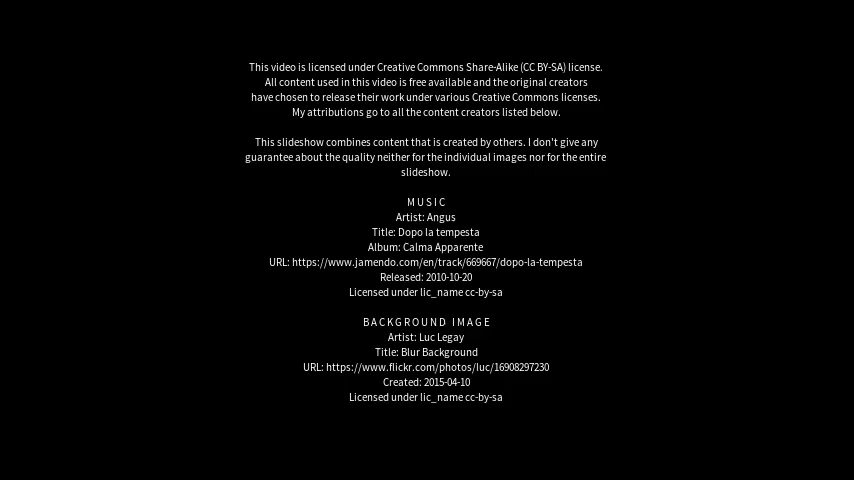 This video is licensed under Creative Commons Share-Alike (CC BY-SA) license.
All content used in this video is free available and the original creators
have chosen to release their work under various Creative Commons licenses.
My attributions go to all the content creators listed below.
This slideshow combines content that is created by others. I don't give any
guarantee about the quality neither for the individual images nor for the entire
slideshow.
MUSIC
Artist: Angus
Title: Dopo la tempesta
Album: Calma Apparente
URL: https://www.jamendo.com/en/track/669667/dopo-la-tempesta
Released: 2010-10-20
Licensed under lic_name cc-by-sa
BACKGROUND IMAGE
Artist: Luc Legay
Title: Blur Background
URL: https://www.flickr.com/photos/luc/16908297230
Created: 2015-04-10
Licensed under lic_name cc-by-sa